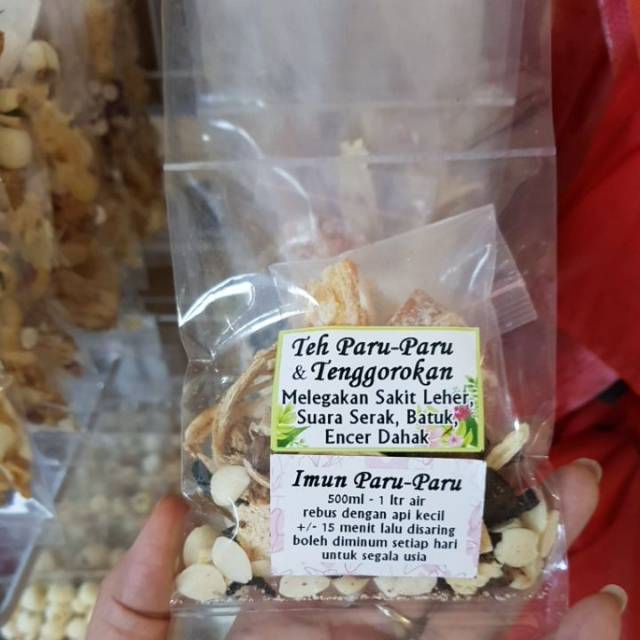 Teh Paru-Paru
& Tenggorokan
Melegakan Sakit Leher,
Suara Serak, Batuk,
Encer Dahak
Imun Paru-Paru
500ml - 1 ltr air
rebus dengan api kecil
+/- 15 menit lalu disaring
boleh diminum setiap hari
untuk segala usia